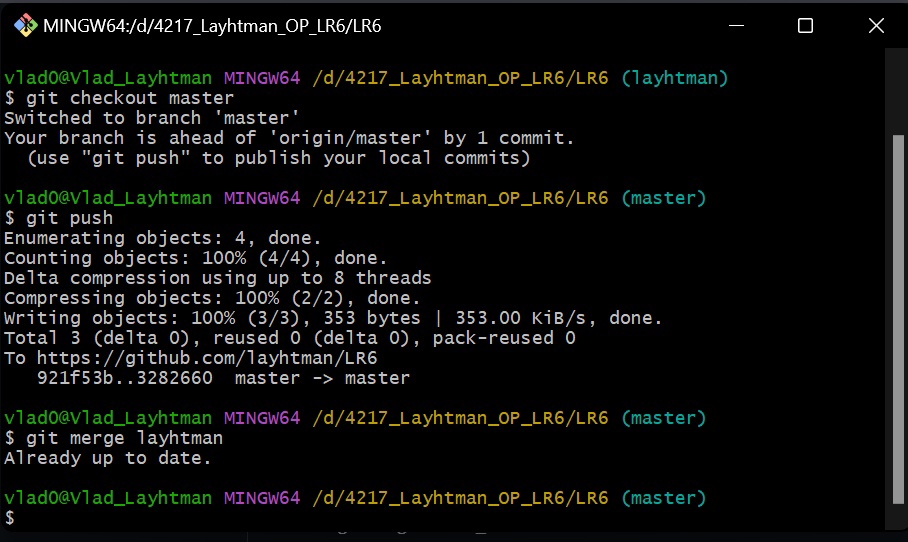 MINGW64:/d/4217_Layhtman_OP_LR6/LR6
vlad0@Vlad_Layhtman MINGW64 /d/4217_Layhtman_OP_LR6/LR6 (layhtman)
$ git checkout master
Switched to branch 'master'
Your branch is ahead of 'origin/master' by 1 commit.
  (use "git push" to publish your local commits)
vlad0@Vlad_Layhtman MINGW64 /d/4217_Layhtman_OP_LR6/LR6 (master)
$ git push
Enumerating objects: 4, done.
Counting objects: 100% (4/4), done.
Delta compression using up to 8 threads
Compressing objects: 100% (2/2), done.
Writing objects: 100% (3/3), 353 bytes | 353.00 KiB/s, done.
Total 3 (delta 0), reused 0 (delta 0), pack-reused 0
To https://github.com/layhtman/LR6
   921f53b..3282660  master -> master
vlad0@Vlad_Layhtman MINGW64 /d/4217_Layhtman_OP_LR6/LR6 (master)
$ git merge layhtman
Already up to date.
vlad0@Vlad_Layhtman MINGW64 /d/4217_Layhtman_OP_LR6/LR6 (master)
$